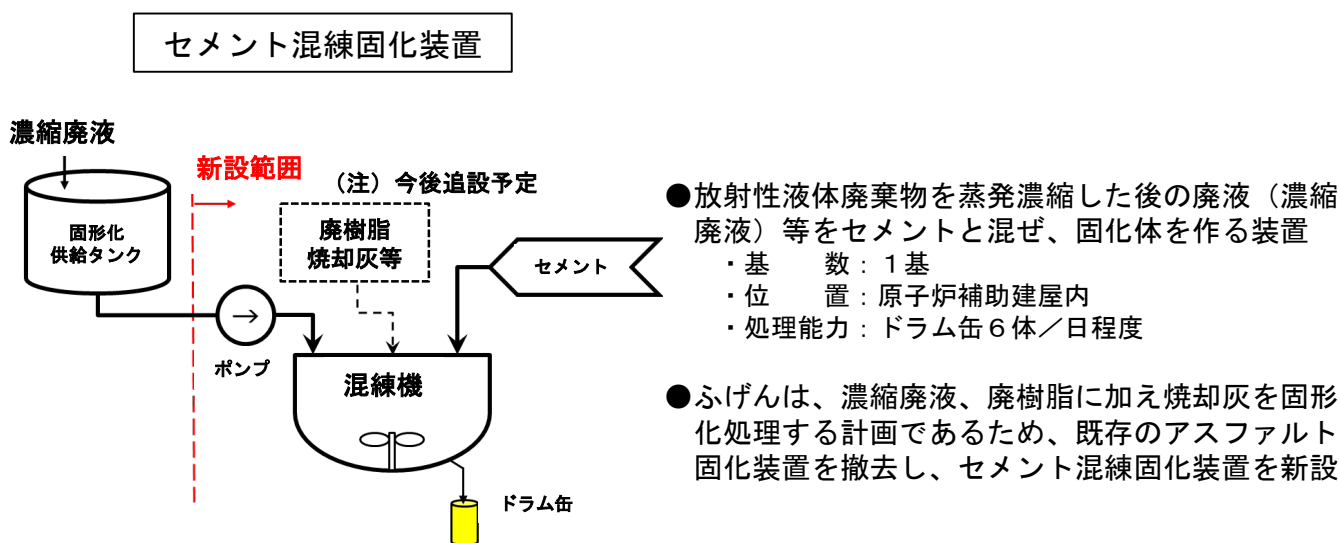 セメント混練固化装置
濃縮廃液
新設範囲
(注)今後追設予定
固形化
供給タンク
廃樹脂
焼却灰等
セメント
→
ポンプ
混練機
ドラム缶
●放射性液体廃棄物を蒸発濃縮した後の廃液(濃縮
廃液)等をセメントと混ぜ、固化体を作る装置
・基　　数:1基
・位　　置:原子炉補助建屋内
・処理能力:ドラム缶6体/日程度
●ふげんは、濃縮廃液、廃樹脂に加え焼却灰を固形
化処理する計画であるため、既存のアスファルト
固化装置を撤去し、セメント混練固化装置を新設